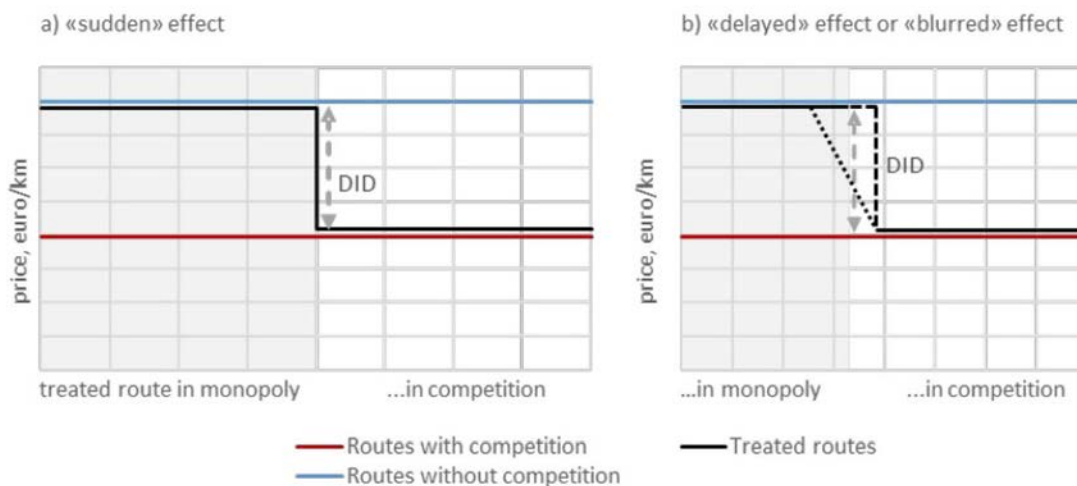 a) «sudden» effect
b) «delayed» effect or «blurred» effect
price, euro/km
DID
price, euro/km
DID
treated route in monopoly
...in competition
...in monopoly
...in competition
Routes with competition
Treated routes
Routes without competition